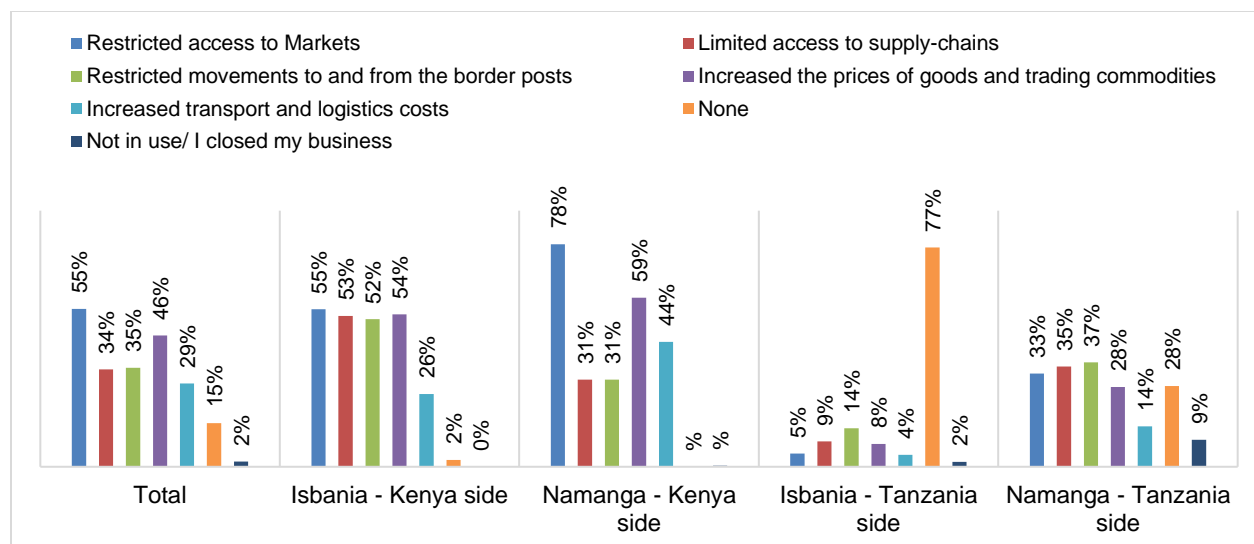 Restricted access to Markets
Limited access to supply-chains
Restricted movements to and from the border posts
Increased the prices of goods and trading commodities
Increased transport and logistics costs
None
Not in use/ I closed my business
55%
34%
35%
46%
29%
15%
2%
55%
53%
52%
54%
26%
2%
0%
78%
31%
31%
59%
44%
%
%
5%
9%
14%
8%
4%
77%
2%
33%
35%
37%
28%
14%
28%
9%
Total
Isbania - Kenya side
Namanga - Kenya
side
Isbania - Tanzania
side
Namanga - Tanzania
side